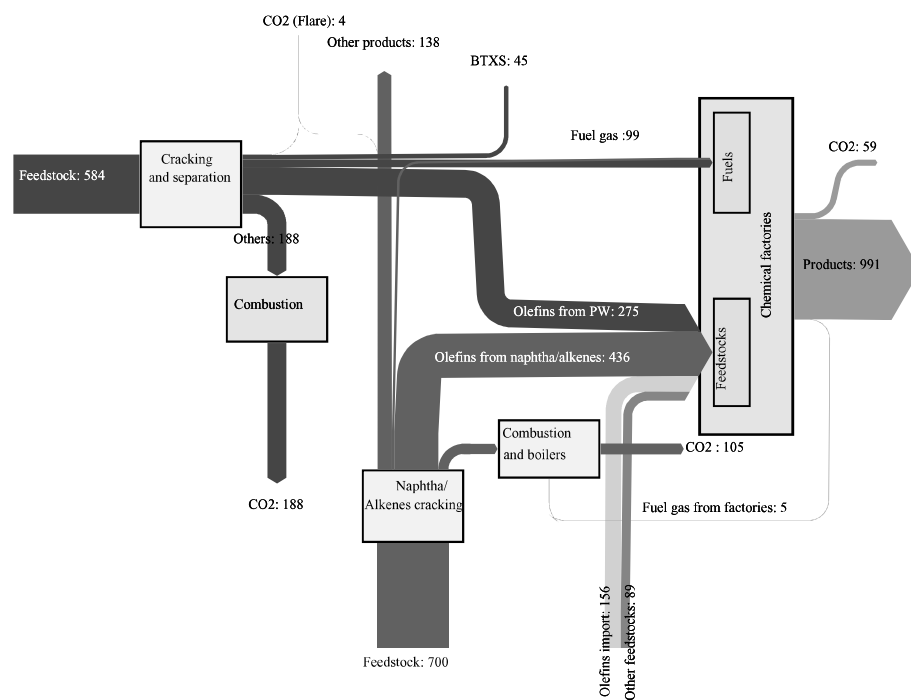 CO2 (Flare): 4
Other products: 138
BTXS: 45
Fuel gas :99
CO2: 59
Cracking
and separation
Feedstock: 584
Fuels
Others: 188
Chemical factories
Products: 991
Combustion
Olefins from PW: 275
Olefins from naphtha/alkenes: 436
Feedstocks
Combustion
and boilers
CO2 : 105
Naphtha/
Alkenes cracking
CO2: 188
Fuel gas from factories: 5
Olefins import: 156
Other feedstocks: 89
Feedstock: 700